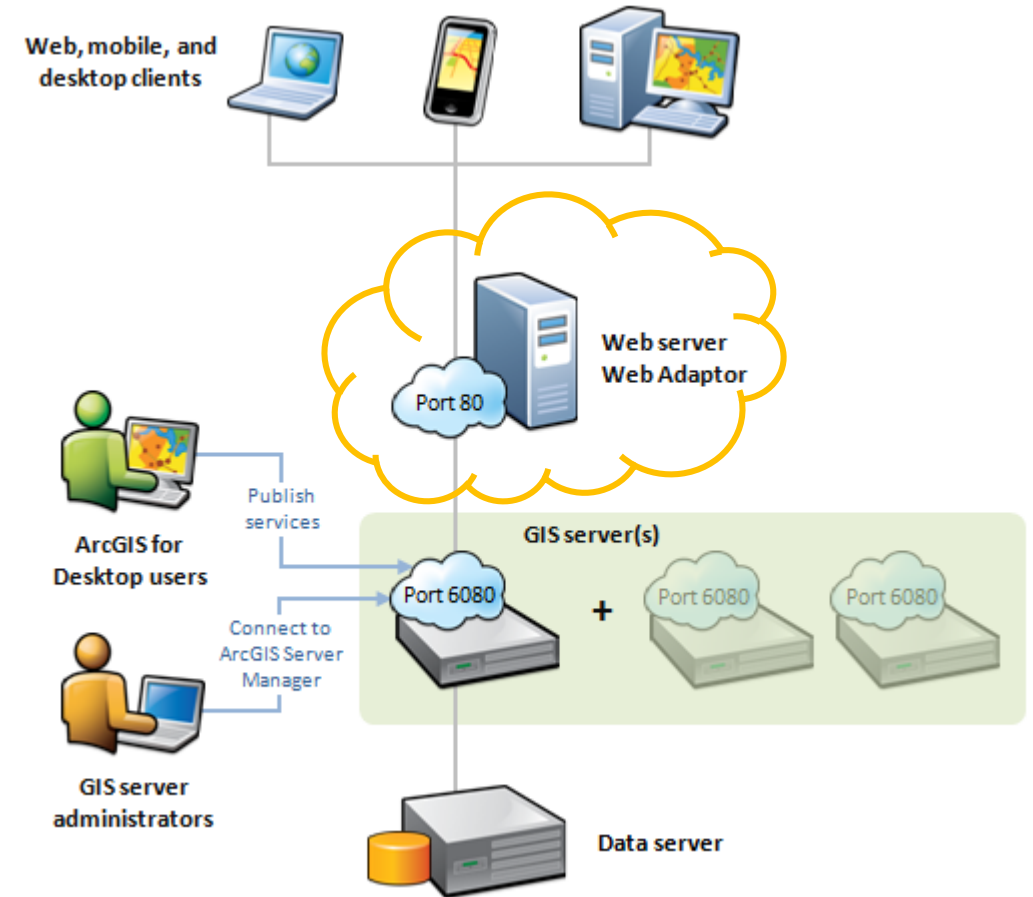 Web, mobile, and
desktop clients
Web server
Web Adaptor
Port 80
Publish
services
ArcGIS for
Desktop users
GIS server(s)
Port 6080
+
Port 6080
Port 6080
Connect to
ArcGIS Server
Manager
GIS server
administrators
Data server